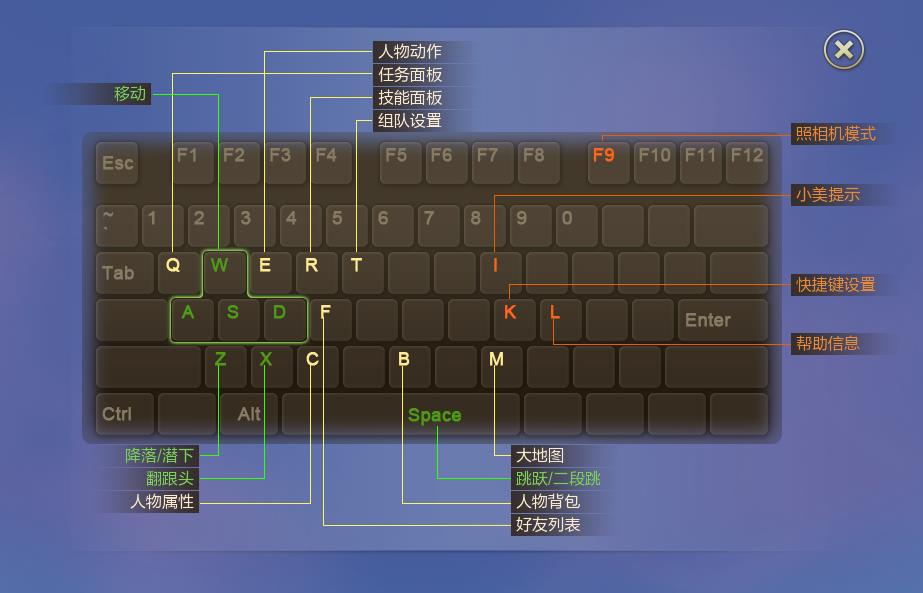 人物动作
任务面板
移动
技能面板
组队设置
照相机模式
Esc F1 F2 F3 F4 F5 F6 F7 F8 F9 F10 F11 F12
小美提示
~ ` 1 2 3 4 5 6 7 8 9 0
Tab Q W E R T I
快捷键设置
A S D F K L Enter
帮助信息
Z X C B M
Ctrl Alt Space
降落/潜下
大地图
翻跟头
跳跃/二段跳
人物属性
人物背包
好友列表